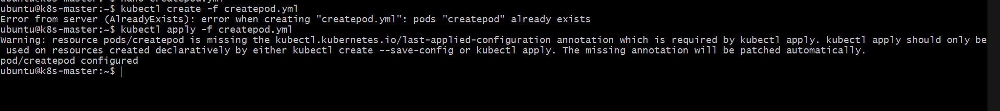 ubuntu@k8s-master:~$ nano createpod.yml
ubuntu@k8s-master:~$ kubectl create -f createpod.yml
Error from server (AlreadyExists): error when creating "createpod.yml": pods "createpod" already exists
ubuntu@k8s-master:~$ kubectl apply -f createpod.yml
Warning: resource pods/createpod is missing the kubectl.kubernetes.io/last-applied-configuration annotation which is required by kubectl apply. kubectl apply should only be
 used on resources created declaratively by either kubectl create --save-config or kubectl apply. The missing annotation will be patched automatically.
pod/createpod configured
ubuntu@k8s-master:~$